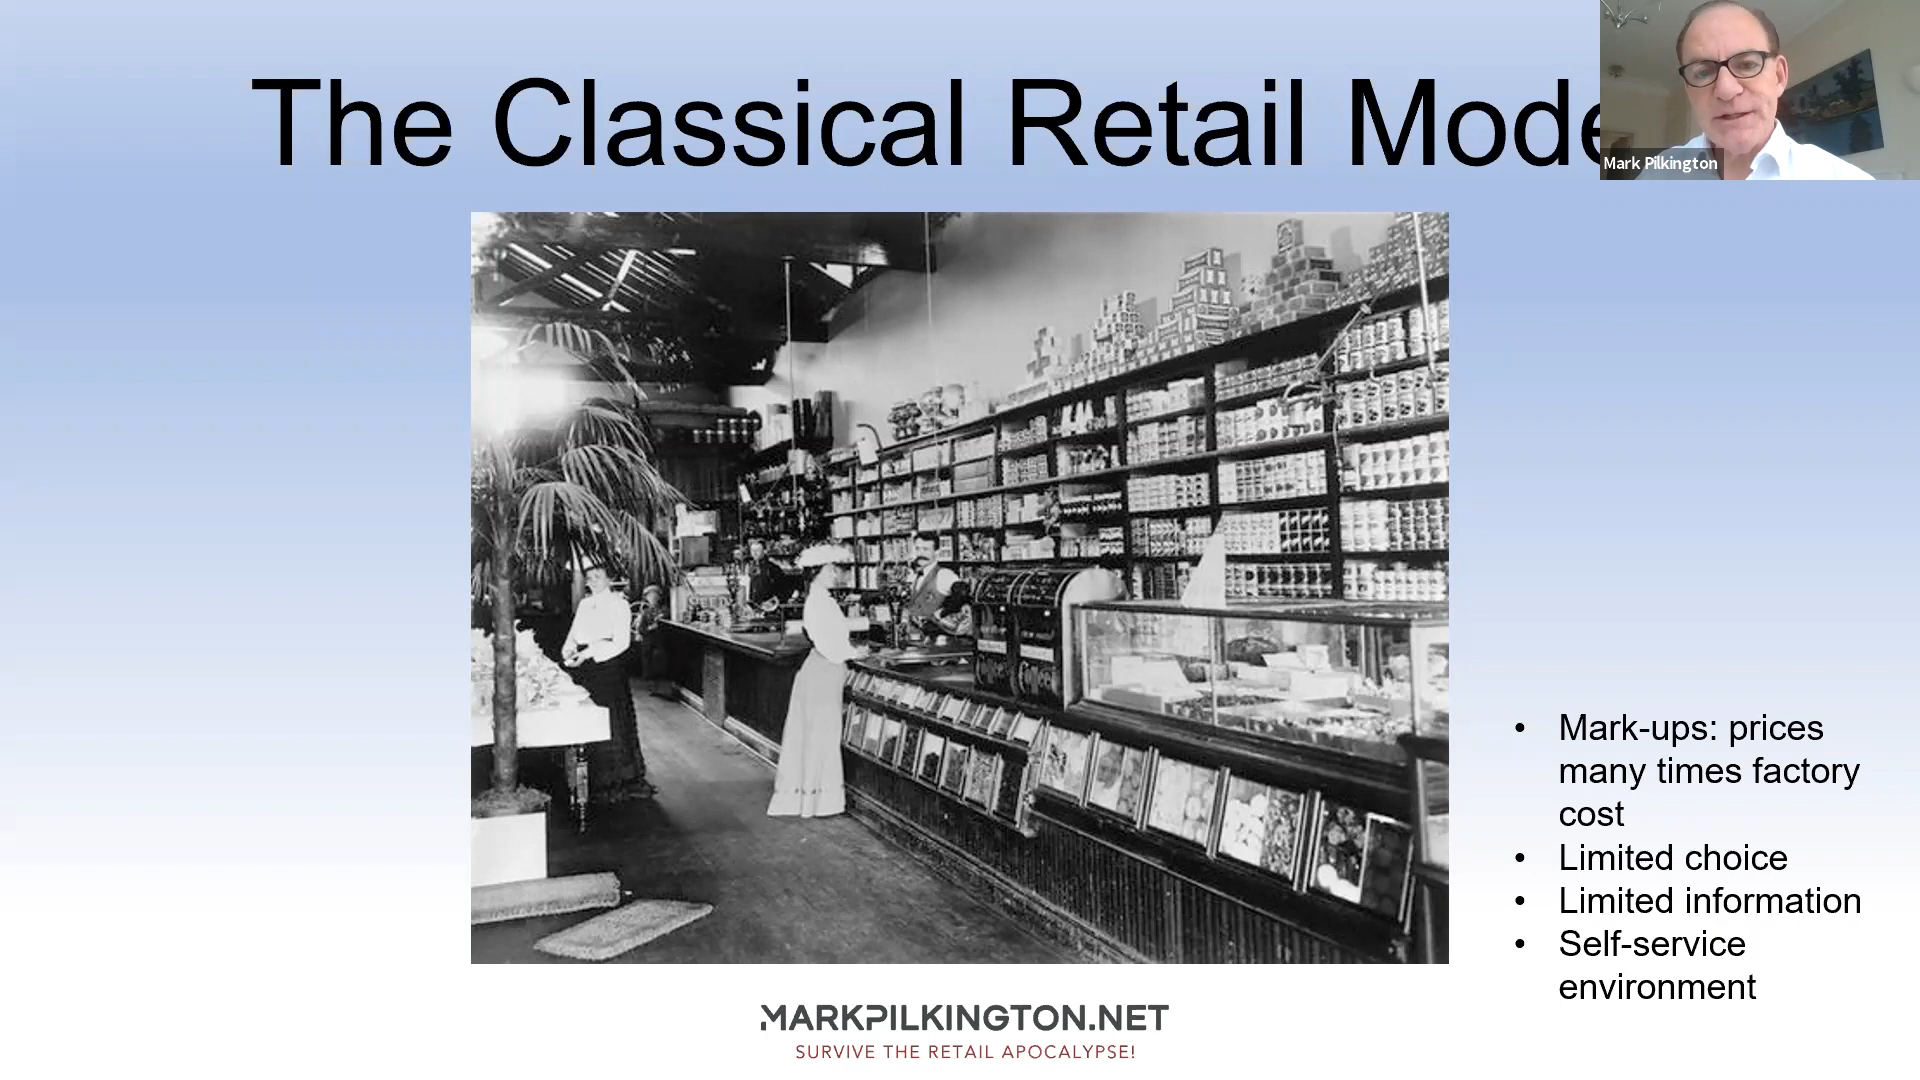 The Classical Retail Mode
Mark Pilkington
• Mark-ups: prices
many times factory
cost
• Limited choice
• Limited information
• Self-service
environment
MARKPILKINGTON.NET
SURVIVE THE RETAIL APOCALYPSE!